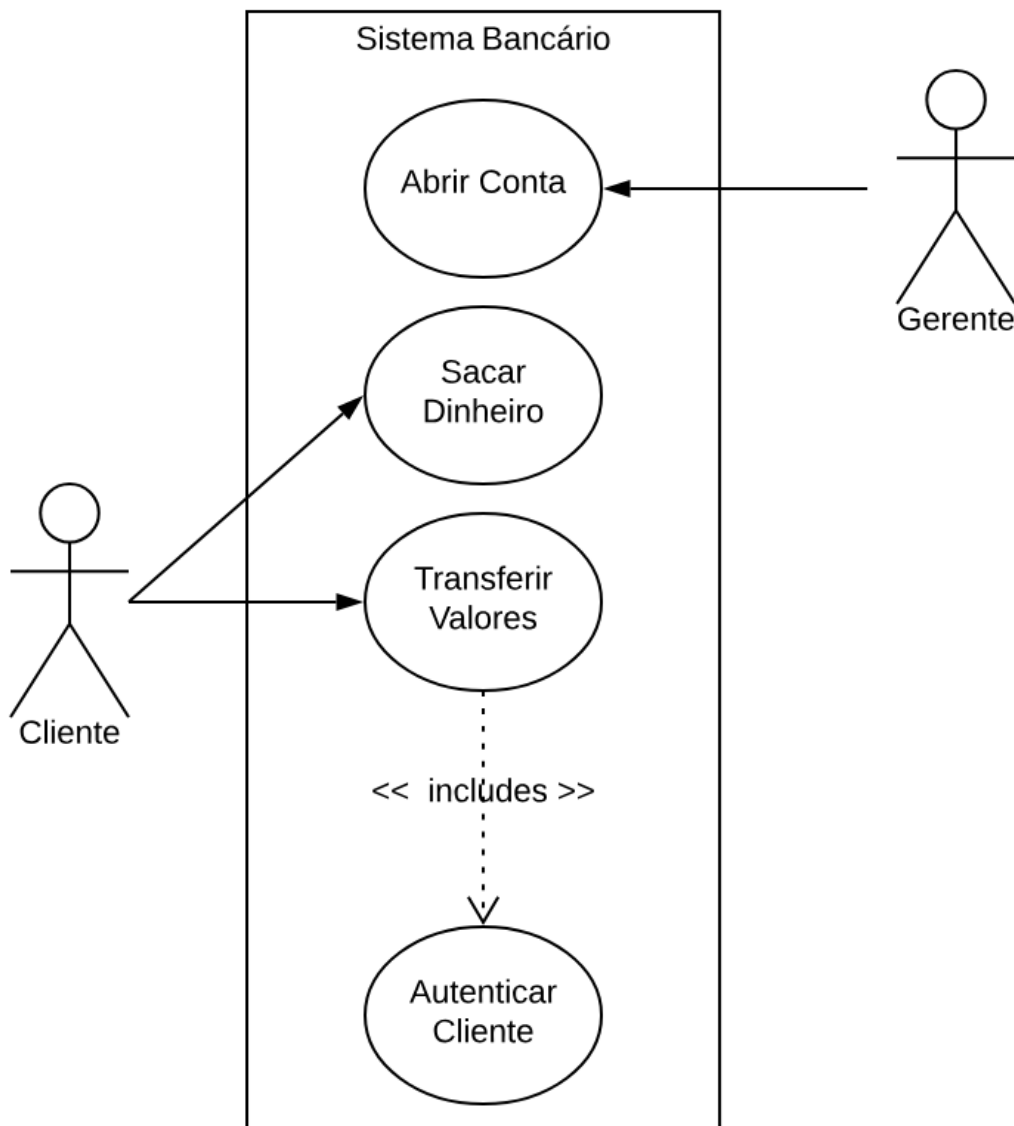 Sistema Bancário
Abrir Conta
Gerente
Sacar
Dinheiro
Transferir
Valores
Cliente
<< includes >>
Autenticar
Cliente